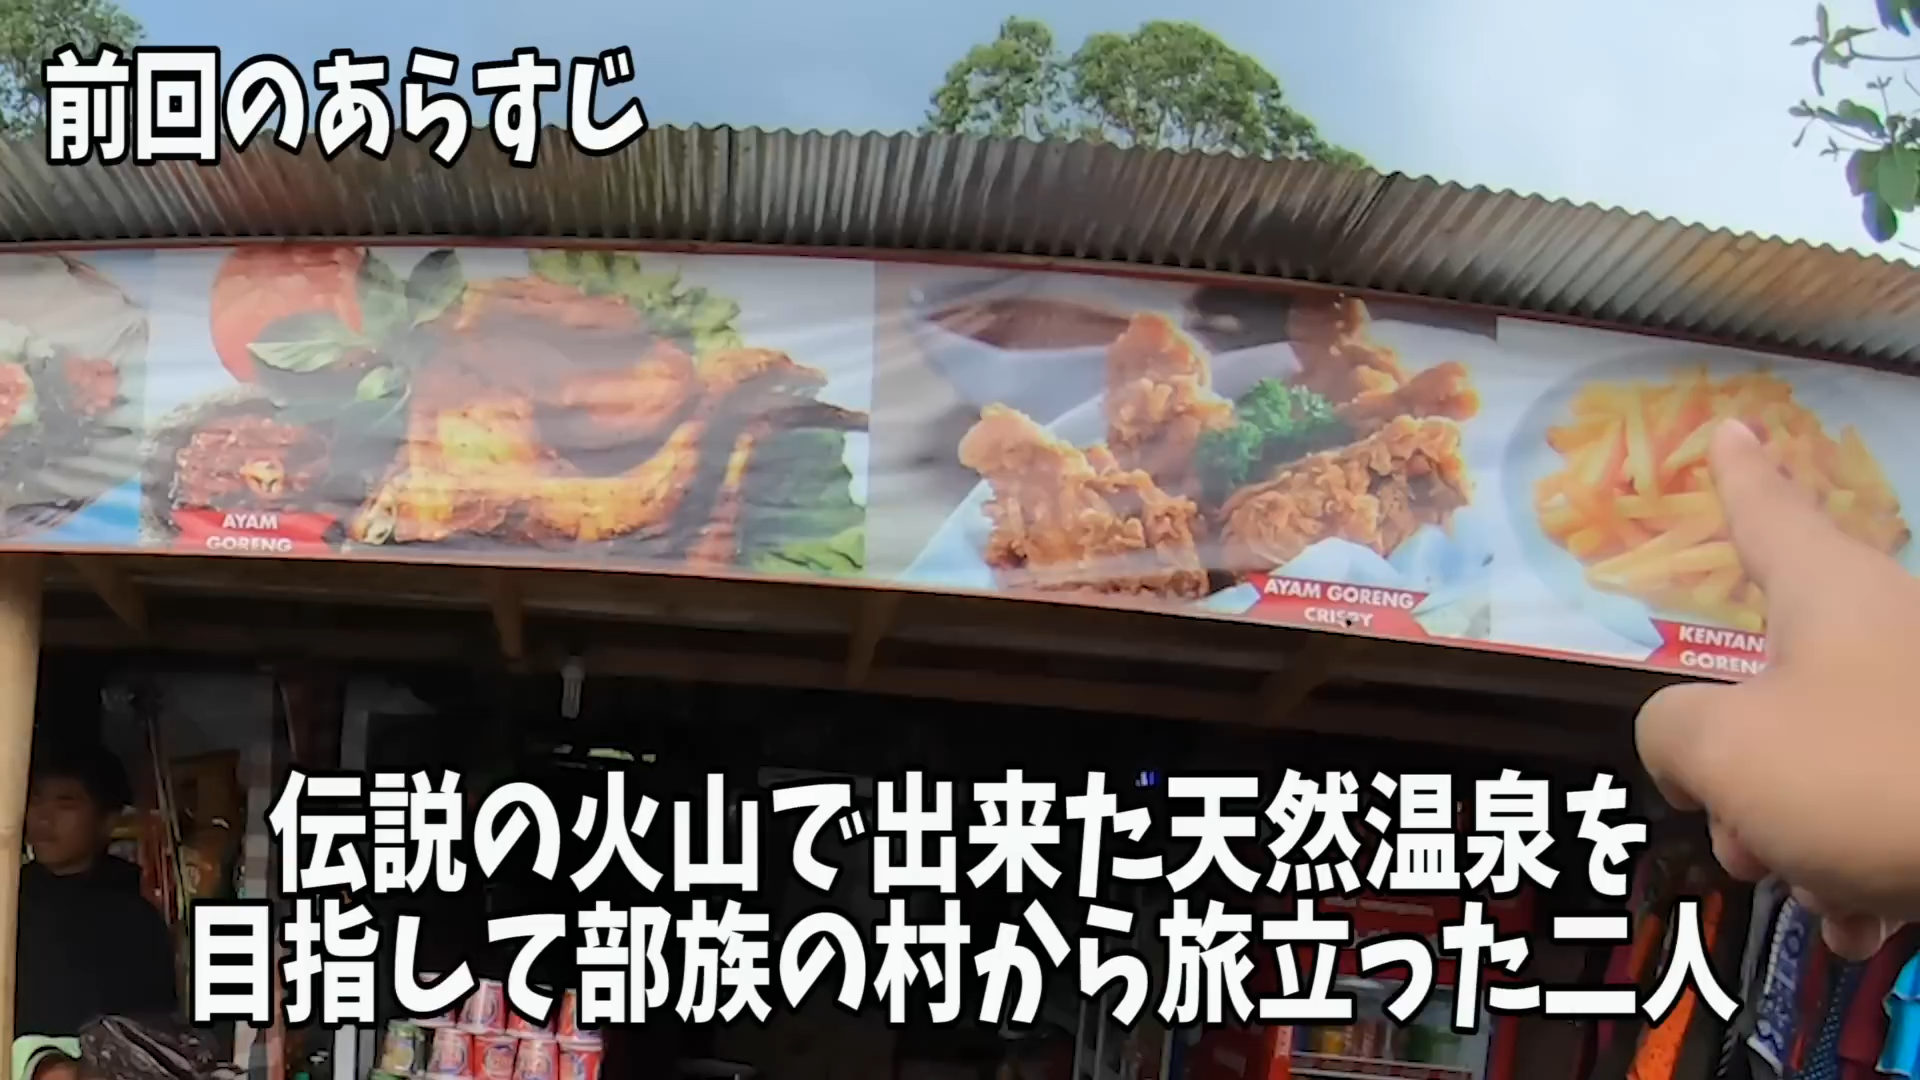 前回のあらすじ
AYAM
GORENG
AYAM GORENG
CRISPY
KENTAN
GOREN
伝説の火山で出来た天然温泉を
目指して部族の村から旅立った二人